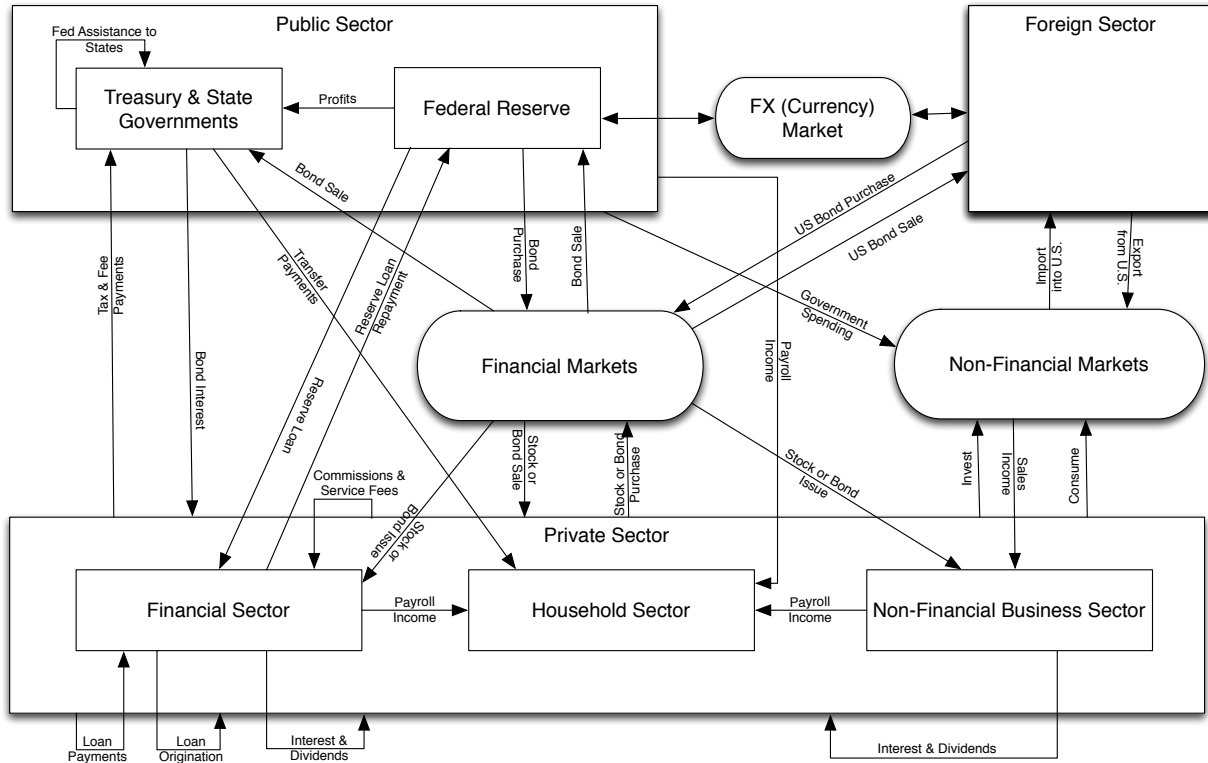 Public Sector
Foreign Sector
Fed Assistance to
States
Treasury & State
Governments
Profits
Federal Reserve
FX (Currency)
Market
Bond Sale
Bond
Purchase
Bond Sale
US Bond Purchase
US Bond Sale
Import
into U.S.
Export
from U.S.
Tax & Fee
Payments
Transfer
Payments
Reserve Loan
Repayment
Government
Spending
Bond Interest
Reserve Loan
Financial Markets
Payroll
Income
Non-Financial Markets
Commissions &
Service Fees
Stock or
Bond Issue
Stock or
Bond Sale
Stock or Bond
Purchase
Stock or Bond
Issue
Invest
Sales
Income
Consume
Private Sector
Financial Sector
Payroll
Income
Household Sector
Payroll
Income
Non-Financial Business Sector
Loan
Payments
Loan
Origination
Interest &
Dividends
Interest & Dividends